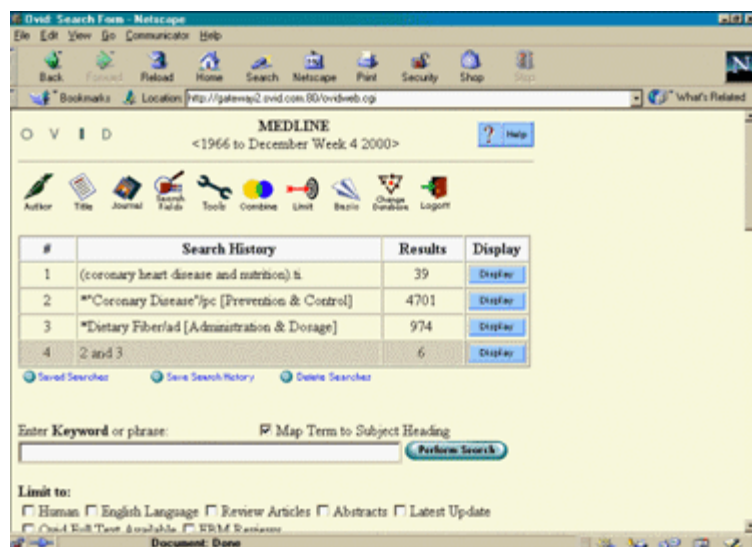 Ovid: Search Form - Netscape
File Edit View Go Communicator Help
Back Forward Reload Home Search Netscape Print Security Shop Stop
Bookmarks Location: http://gateway2.ovid.com:80/ovidweb.cgi What's Related
O V I D
MEDLINE
<1966 to December Week 4 2000>
? Help
Author Title Journal Search Fields Tools Combine Limit Basic Change Database Logoff
# Search History Results Display
1 (coronary heart disease and nutrition).ti. 39 Display
2 *"Coronary Disease"/pc [Prevention & Control] 4701 Display
3 *Dietary Fiber/ad [Administration & Dosage] 974 Display
4 2 and 3 6 Display
Saved Searches Save Search History Delete Searches
Enter Keyword or phrase: Map Term to Subject Heading
Perform Search
Limit to:
Human English Language Review Articles Abstracts Latest Update
Ovid Full Text Available EBM Reviews
Document: Done